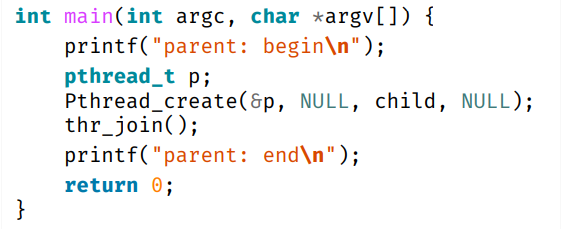 int main(int argc, char *argv[]) {
    printf("parent: begin\n");
    pthread_t p;
    Pthread_create(&p, NULL, child, NULL);
    thr_join();
    printf("parent: end\n");
    return 0;
}